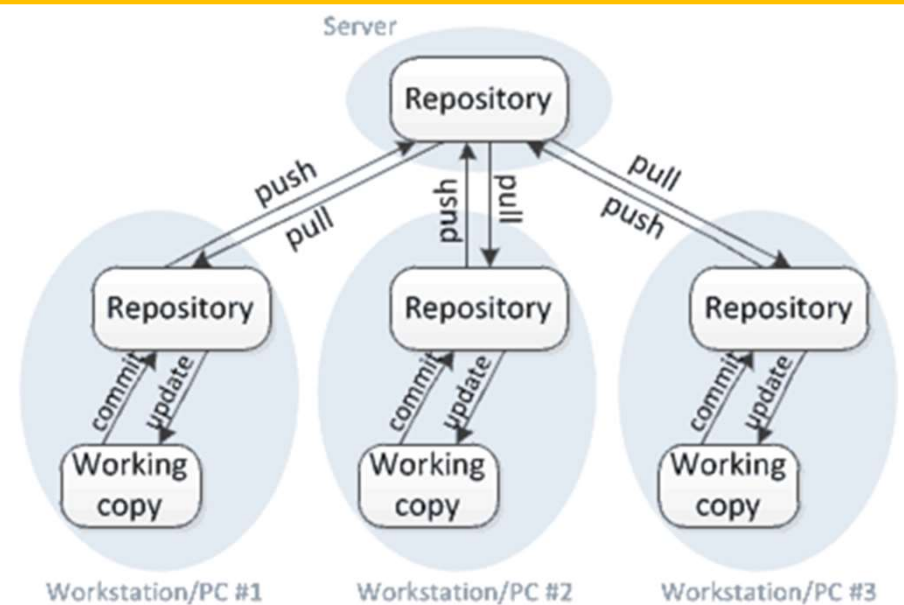 Server
Repository
push
pull
push
pull
pull
push
Repository
Repository
Repository
commit
update
commit
update
commit
update
Working
copy
Working
copy
Working
copy
Workstation/PC #1
Workstation/PC #2
Workstation/PC #3